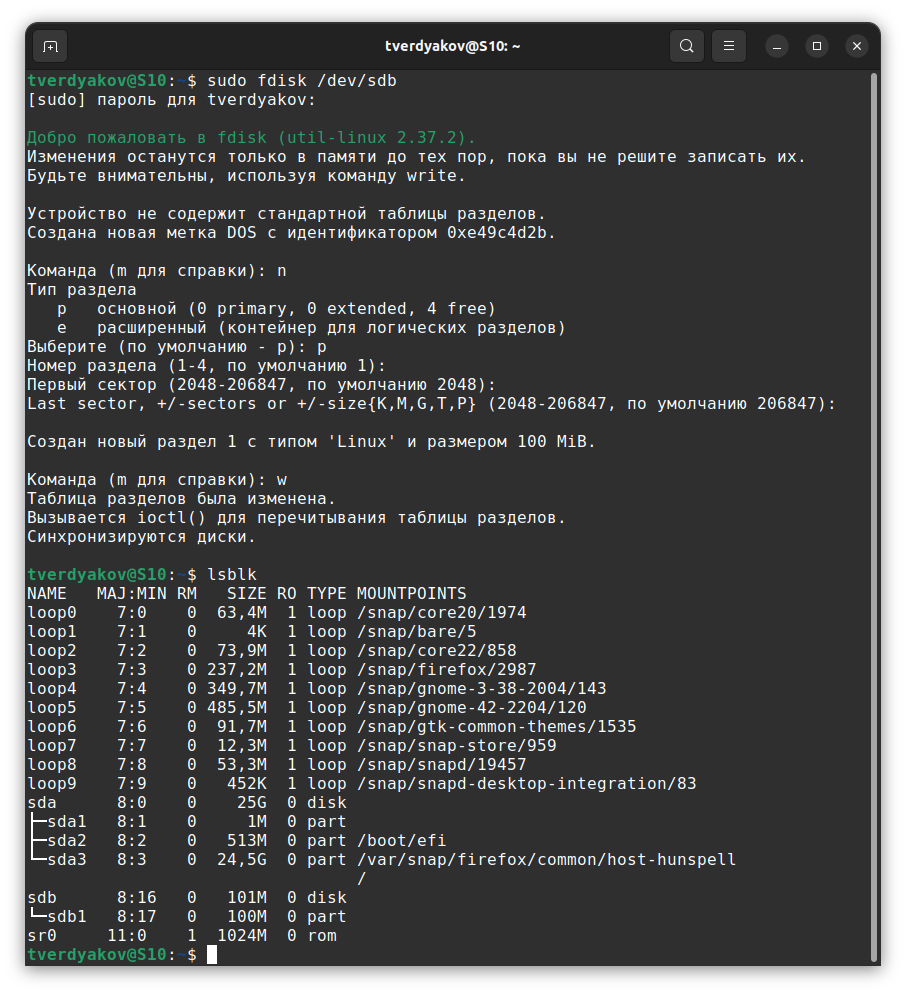 tverdyakov@S10: ~
tverdyakov@S10:~$ sudo fdisk /dev/sdb
[sudo] пароль для tverdyakov:
Добро пожаловать в fdisk (util-linux 2.37.2).
Изменения останутся только в памяти до тех пор, пока вы не решите записать их.
Будьте внимательны, используя команду write.
Устройство не содержит стандартной таблицы разделов.
Создана новая метка DOS с идентификатором 0xe49c4d2b.
Команда (m для справки): n
Тип раздела
   p   основной (0 primary, 0 extended, 4 free)
   e   расширенный (контейнер для логических разделов)
Выберите (по умолчанию - p): p
Номер раздела (1-4, по умолчанию 1):
Первый сектор (2048-206847, по умолчанию 2048):
Last sector, +/-sectors or +/-size{K,M,G,T,P} (2048-206847, по умолчанию 206847):
Создан новый раздел 1 с типом 'Linux' и размером 100 MiB.
Команда (m для справки): w
Таблица разделов была изменена.
Вызывается ioctl() для перечитывания таблицы разделов.
Синхронизируются диски.
tverdyakov@S10:~$ lsblk
NAME   MAJ:MIN RM   SIZE RO TYPE MOUNTPOINTS
loop0    7:0    0  63,4M  1 loop /snap/core20/1974
loop1    7:1    0     4K  1 loop /snap/bare/5
loop2    7:2    0  73,9M  1 loop /snap/core22/858
loop3    7:3    0 237,2M  1 loop /snap/firefox/2987
loop4    7:4    0 349,7M  1 loop /snap/gnome-3-38-2004/143
loop5    7:5    0 485,5M  1 loop /snap/gnome-42-2204/120
loop6    7:6    0  91,7M  1 loop /snap/gtk-common-themes/1535
loop7    7:7    0  12,3M  1 loop /snap/snap-store/959
loop8    7:8    0  53,3M  1 loop /snap/snapd/19457
loop9    7:9    0   452K  1 loop /snap/snapd-desktop-integration/83
sda      8:0    0    25G  0 disk
├─sda1   8:1    0     1M  0 part
├─sda2   8:2    0   513M  0 part /boot/efi
└─sda3   8:3    0  24,5G  0 part /var/snap/firefox/common/host-hunspell
                                 /
sdb      8:16   0   101M  0 disk
└─sdb1   8:17   0   100M  0 part
sr0     11:0    1  1024M  0 rom
tverdyakov@S10:~$